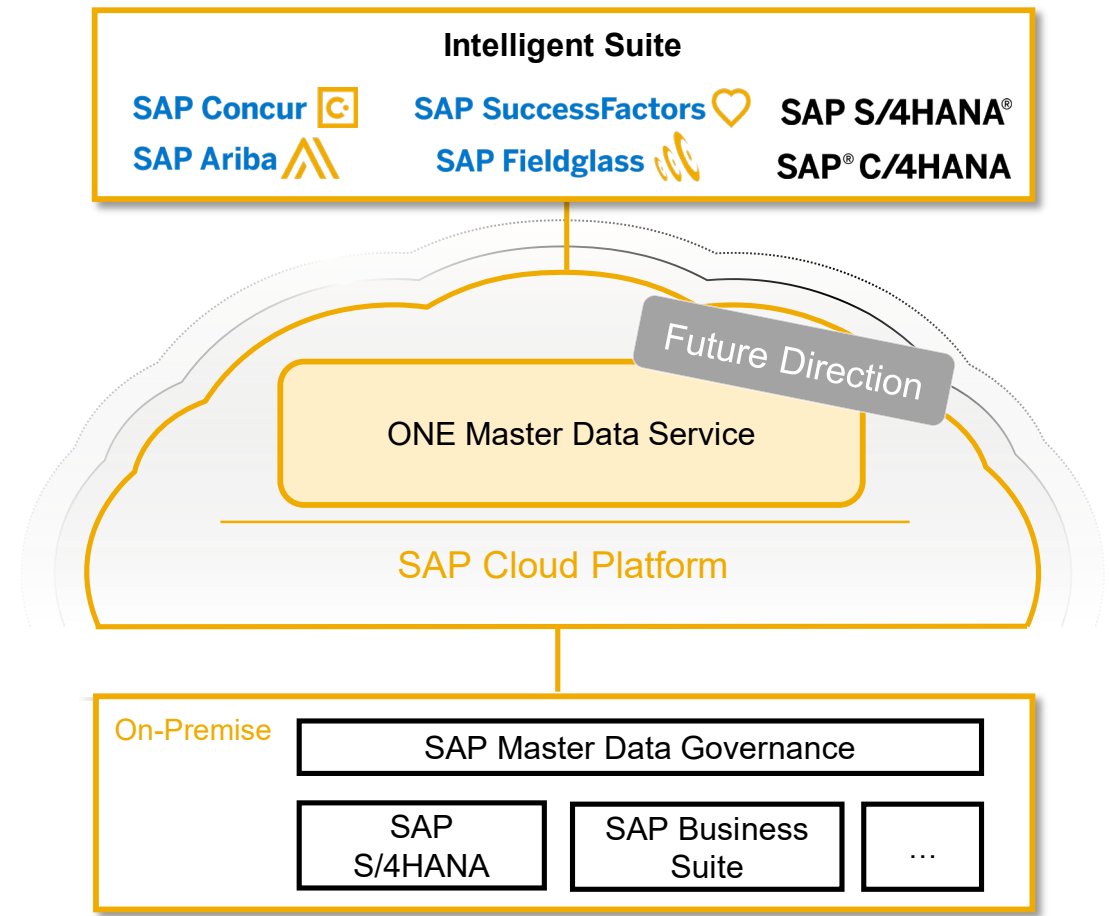 Intelligent Suite
SAP Concur
SAP SuccessFactors
SAP S/4HANA®
SAP Ariba
SAP Fieldglass
SAP® C/4HANA
Future Direction
ONE Master Data Service
SAP Cloud Platform
On-Premise
SAP Master Data Governance
SAP
S/4HANA
SAP Business
Suite
...